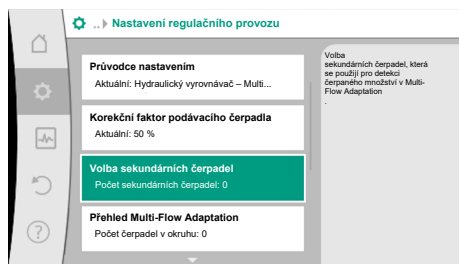 ..▸ Nastavení regulačního provozu
Průvodce nastavením
Aktuální: Hydraulický vyrovnávač – Multi...
Korekční faktor podávacího čerpadla
Aktuální: 50 %
Volba sekundárních čerpadel
Počet sekundárních čerpadel: 0
Přehled Multi-Flow Adaptation
Počet čerpadel v okruhu: 0
Volba
sekundárních čerpadel, která
se použijí pro detekci
čerpaného množství v Multi-
Flow Adaptation
.